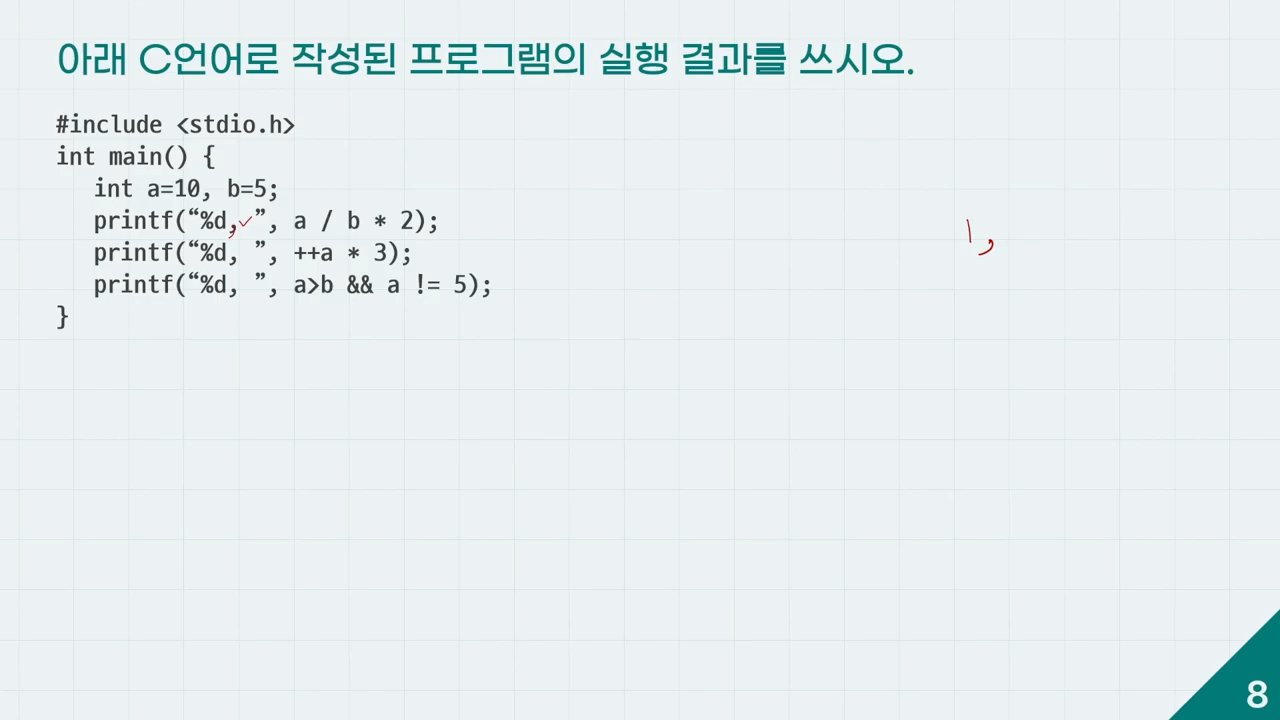 아래 C언어로 작성된 프로그램의 실행 결과를 쓰시오.
#include <stdio.h>
int main() {
int a=10, b=5;
printf(“%d, ”, a / b * 2);
1,
printf(“%d, ”, ++a * 3);
printf(“%d, ”, a>b && a != 5);
}
8